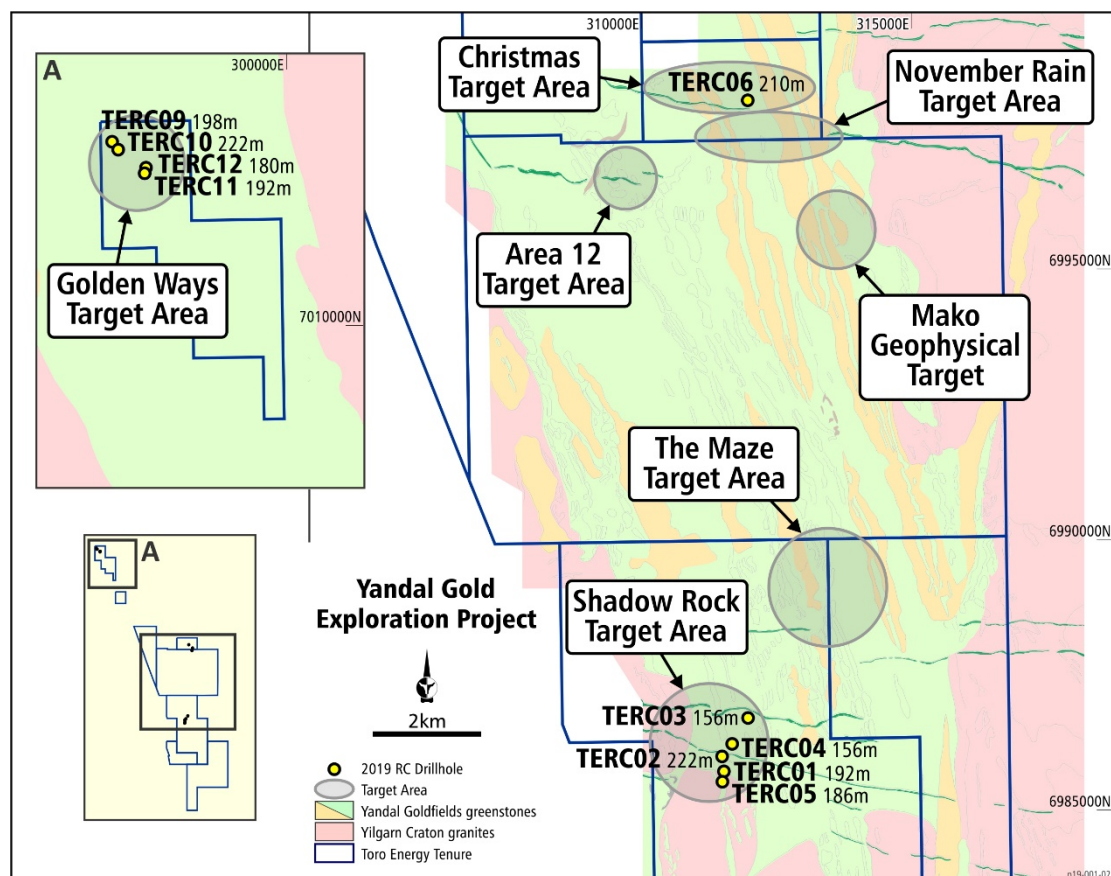 A
300000E
TERC09 198m
TERC10 222m
TERC12 180m
TERC11 192m
Golden Ways
Target Area
7010000N
A
310000E
315000E
Christmas
Target Area
TERC06 210m
November Rain
Target Area
Area 12
Target Area
6995000N
Mako
Geophysical
Target
The Maze
Target Area
6990000N
Shadow Rock
Target Area
TERC03 156m
TERC04 156m
TERC02 222m
TERC01 192m
TERC05 186m
6985000N
Yandal Gold
Exploration Project
2km
2019 RC Drillhole
Target Area
Yandal Goldfields greenstones
Yilgarn Craton granites
Toro Energy Tenure